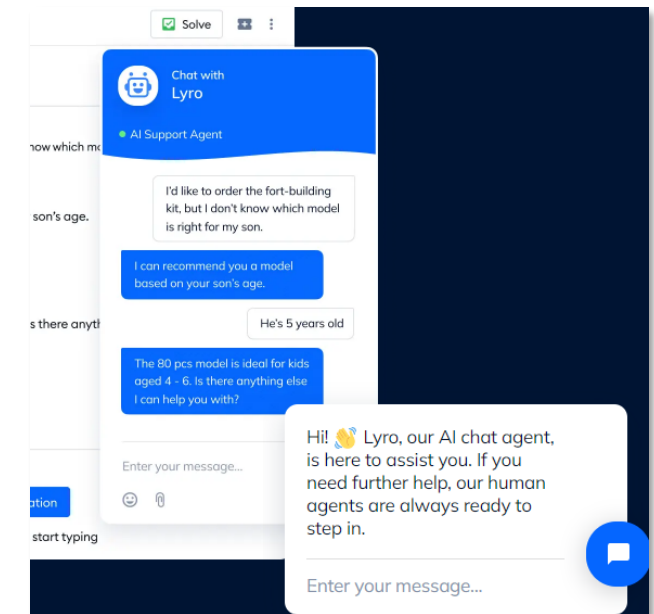 Solve
Chat with
Lyro
AI Support Agent
now which
son's age.
s there
ation
start typing
I'd like to order the fort-building
kit, but I don't know which model
is right for my son.
I can recommend you a model
based on your son's age.
He's 5 years old
The 80 pcs model is ideal for kids
aged 4 - 6. Is there anything else
I can help you with?
Enter your message...
Hi! 👋 Lyro, our AI chat agent,
is here to assist you. If you
need further help, our human
agents are always ready to
step in.
Enter your message...